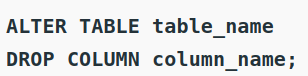 ALTER TABLE table_name
DROP COLUMN column_name;